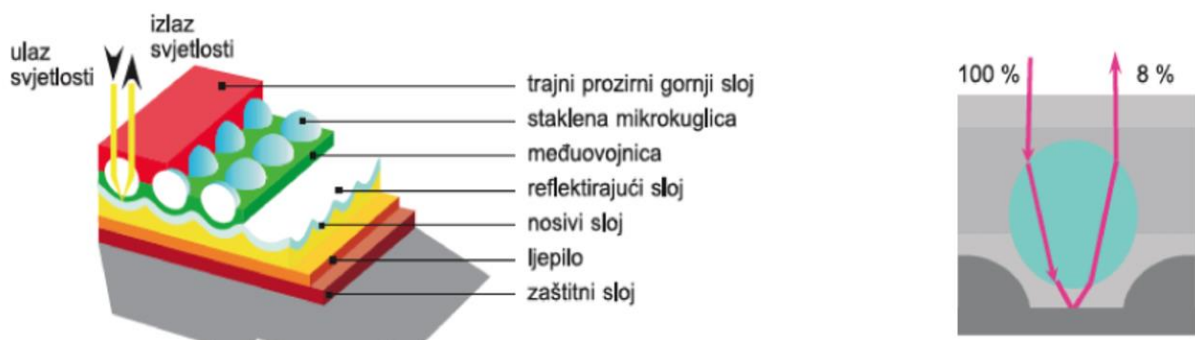 ulaz
svjetlosti
izlaz
svjetlosti
trajni prozirni gornji sloj
staklena mikrokuglica
međuovojnica
reflektirajući sloj
nosivi sloj
ljepilo
zaštitni sloj
100 %
8 %